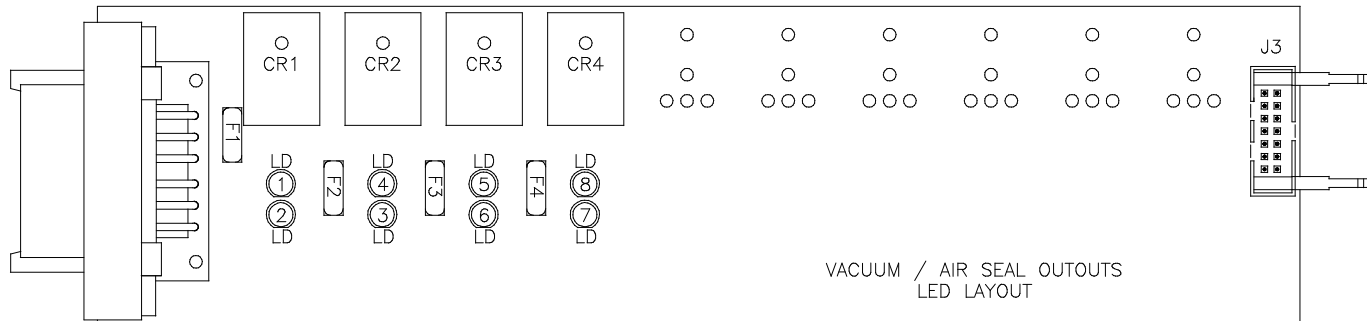 J3
CR1 CR2 CR3 CR4
F1
LD LD LD LD
1 4 5 8
F2 F3 F4
2 3 6 7
LD LD LD LD
VACUUM / AIR SEAL OUTOUTS
LED LAYOUT